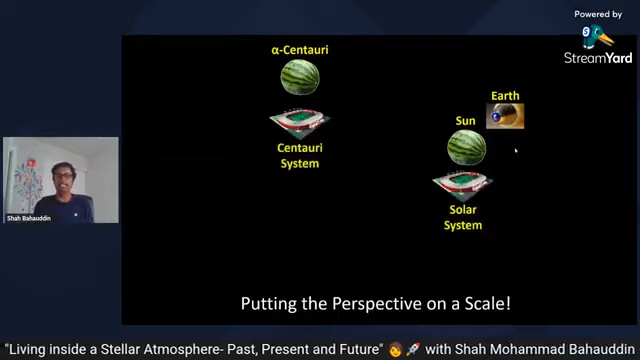 Powered by
StreamYard
α-Centauri
Earth
Sun
Centauri
System
Solar
System
Shah Bahauddin
Putting the Perspective on a Scale!
"Living inside a Stellar Atmosphere- Past, Present and Future" 🧑🚀 with Shah Mohammad Bahauddin